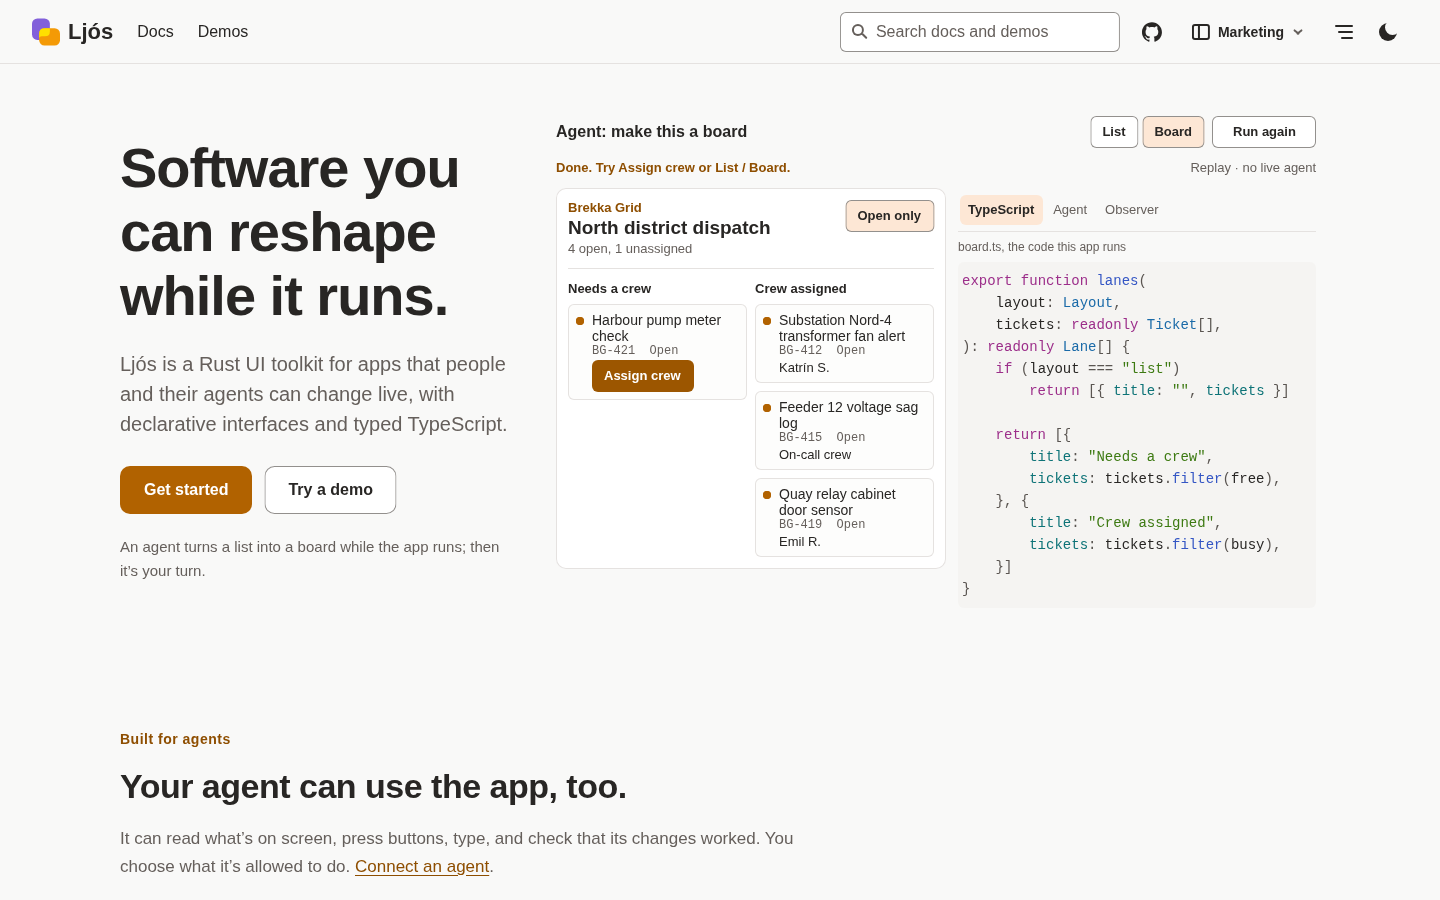 Ljós
Docs
Demos
Search docs and demos
Marketing
Software you
can reshape
while it runs.
Ljós is a Rust UI toolkit for apps that people
and their agents can change live, with
declarative interfaces and typed TypeScript.
Get started
Try a demo
An agent turns a list into a board while the app runs; then
it’s your turn.
Agent: make this a board
List
Board
Run again
Done. Try Assign crew or List / Board.
Replay · no live agent
Brekka Grid
North district dispatch
4 open, 1 unassigned
Open only
Needs a crew
Harbour pump meter
check
BG-421 Open
Assign crew
Crew assigned
Substation Nord-4
transformer fan alert
BG-412 Open
Katrín S.
Feeder 12 voltage sag
log
BG-415 Open
On-call crew
Quay relay cabinet
door sensor
BG-419 Open
Emil R.
TypeScript
Agent
Observer
board.ts, the code this app runs
export function lanes(
    layout: Layout,
    tickets: readonly Ticket[],
): readonly Lane[] {
    if (layout === "list")
        return [{ title: "", tickets }]
    return [{
        title: "Needs a crew",
        tickets: tickets.filter(free),
    }, {
        title: "Crew assigned",
        tickets: tickets.filter(busy),
    }]
}
Built for agents
Your agent can use the app, too.
It can read what’s on screen, press buttons, type, and check that its changes worked. You
choose what it’s allowed to do. Connect an agent.